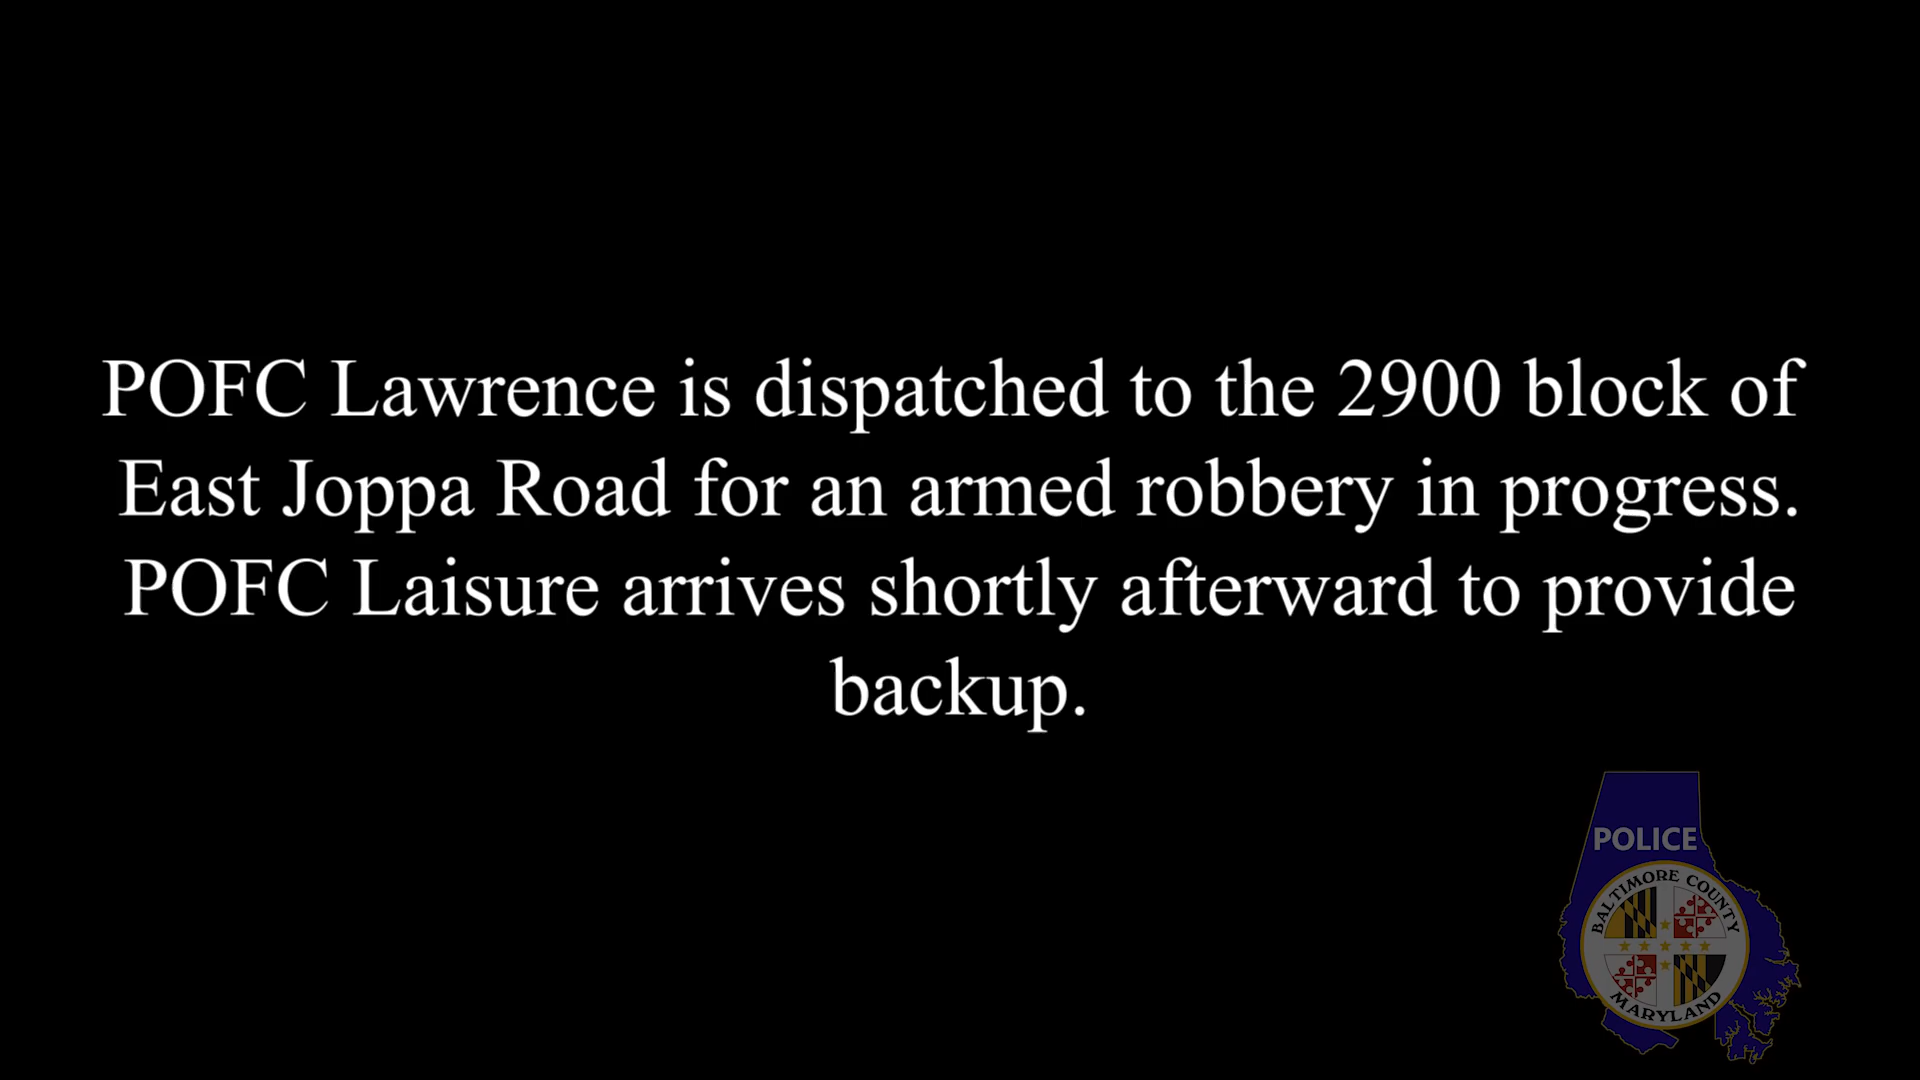 POFC Lawrence is dispatched to the 2900 block of
East Joppa Road for an armed robbery in progress.
POFC Laisure arrives shortly afterward to provide
backup.
POLICE
BALTIMORE COUNTY
MARYLAND